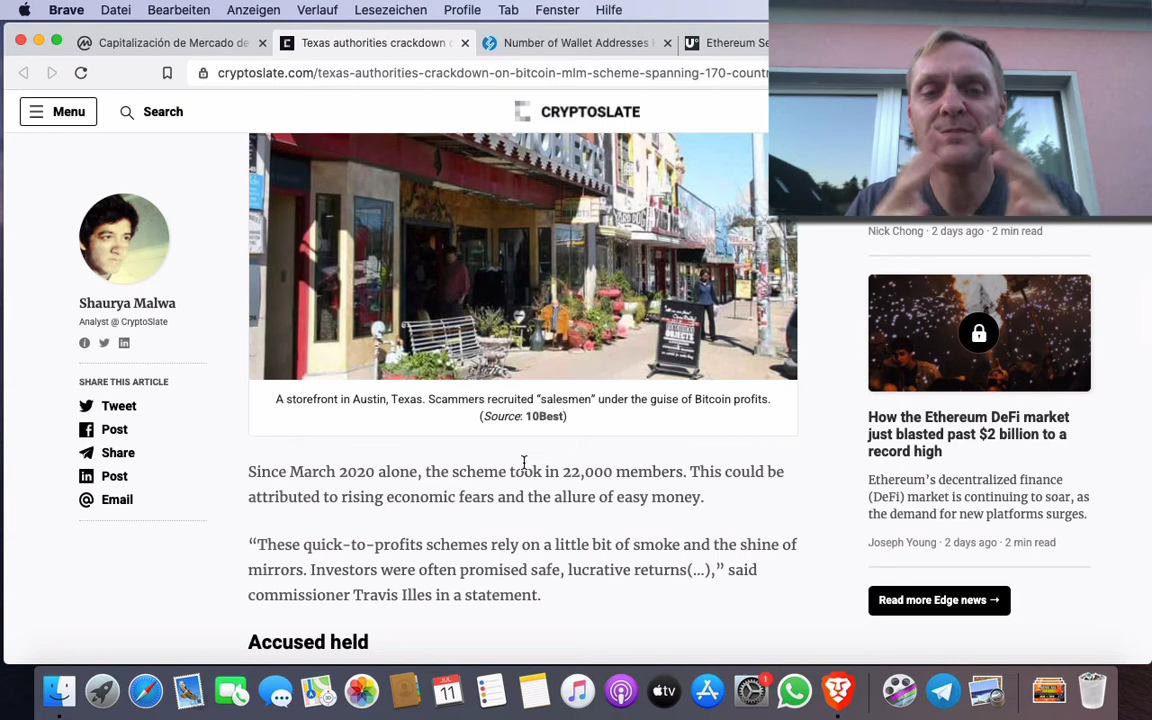 Brave Datei Bearbeiten Anzeigen Verlauf Lesezeichen Profile Tab Fenster Hilfe
Capitalización de Mercado de
Texas authorities crackdown
Number of Wallet Addresses
Ethereum Se
cryptoslate.com/texas-authorities-crackdown-on-bitcoin-mlm-scheme-spanning-170-countr
Menu
Search
CRYPTOSLATE
Shaurya Malwa
Analyst @ CryptoSlate
SHARE THIS ARTICLE
Tweet
Post
Share
Post
Email
A storefront in Austin, Texas. Scammers recruited “salesmen” under the guise of Bitcoin profits.
(Source: 10Best)
Since March 2020 alone, the scheme took in 22,000 members. This could be
attributed to rising economic fears and the allure of easy money.
“These quick-to-profits schemes rely on a little bit of smoke and the shine of
mirrors. Investors were often promised safe, lucrative returns(…),” said
commissioner Travis Illes in a statement.
Accused held
Nick Chong · 2 days ago · 2 min read
How the Ethereum DeFi market
just blasted past $2 billion to a
record high
Ethereum’s decentralized finance
(DeFi) market is continuing to soar, as
the demand for new platforms surges.
Joseph Young · 2 days ago · 2 min read
Read more Edge news →
JUL
11
1
tv